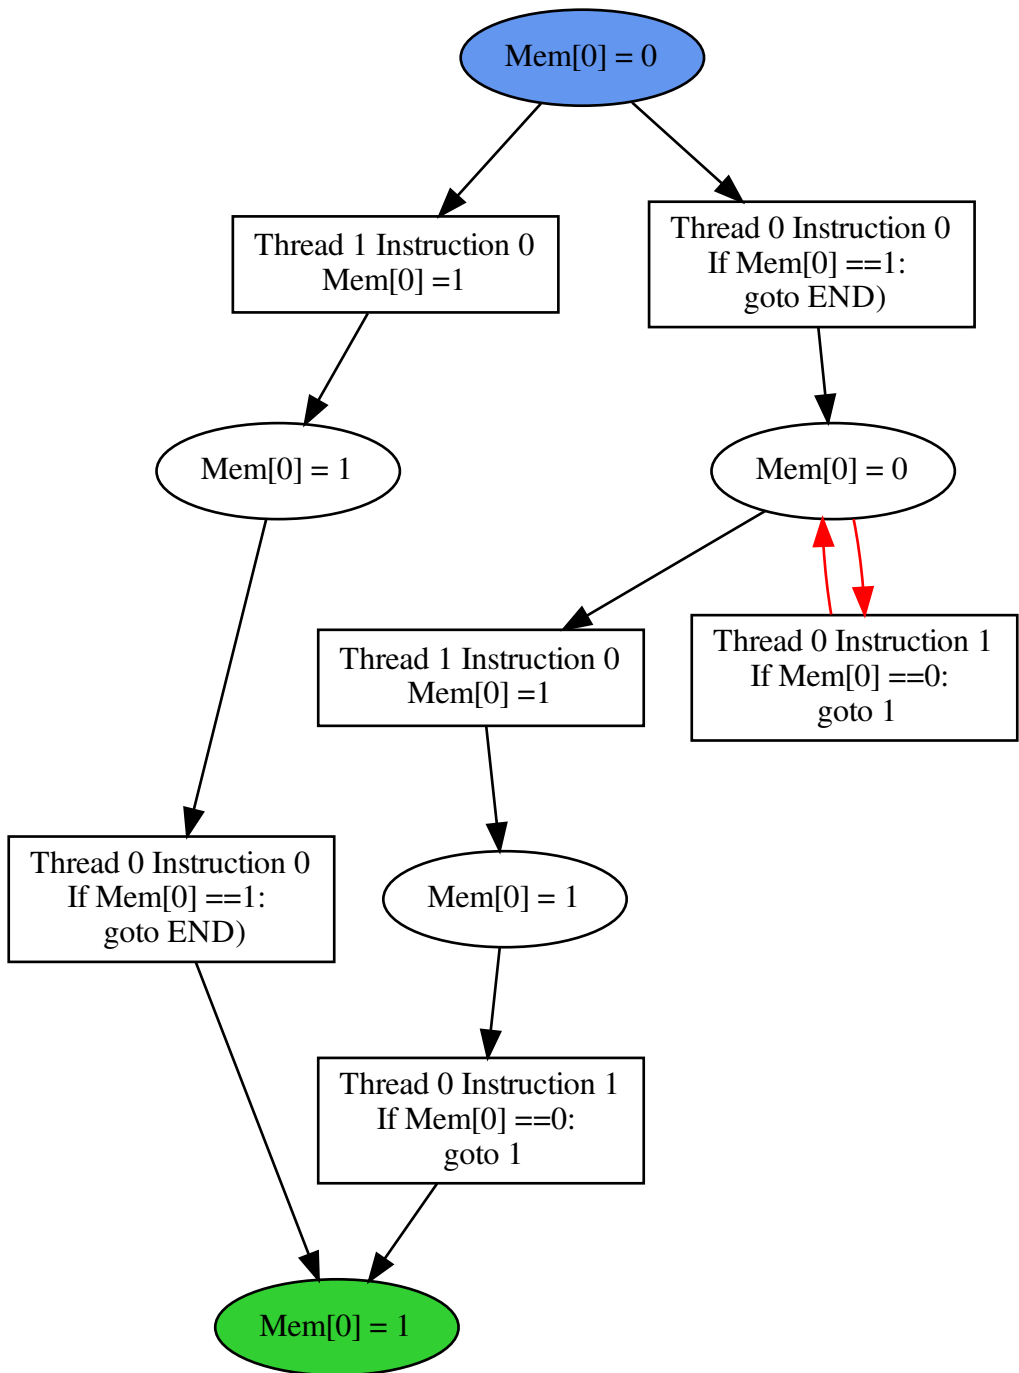 Mem[0] = 0
Thread 1 Instruction 0
Mem[0] =1
Thread 0 Instruction 0
If Mem[0] ==1:
goto END)
Mem[0] = 1
Mem[0] = 0
Thread 1 Instruction 0
Mem[0] =1
Thread 0 Instruction 1
If Mem[0] ==0:
goto 1
Thread 0 Instruction 0
If Mem[0] ==1:
goto END)
Mem[0] = 1
Thread 0 Instruction 1
If Mem[0] ==0:
goto 1
Mem[0] = 1